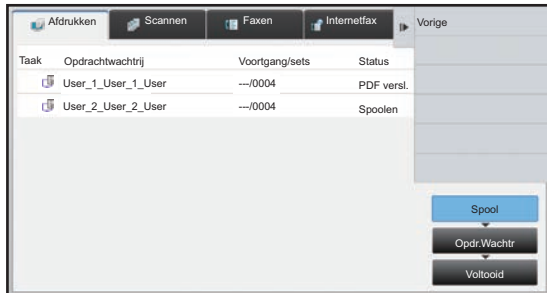 Afdrukken Scannen Faxen Internetfax Vorige
Taak Opdrachtwachtrij Voortgang/sets Status
User_1_User_1_User ---/0004 PDF versl.
User_2_User_2_User ---/0004 Spoolen
Spool
Opdr.Wachtr
Voltooid